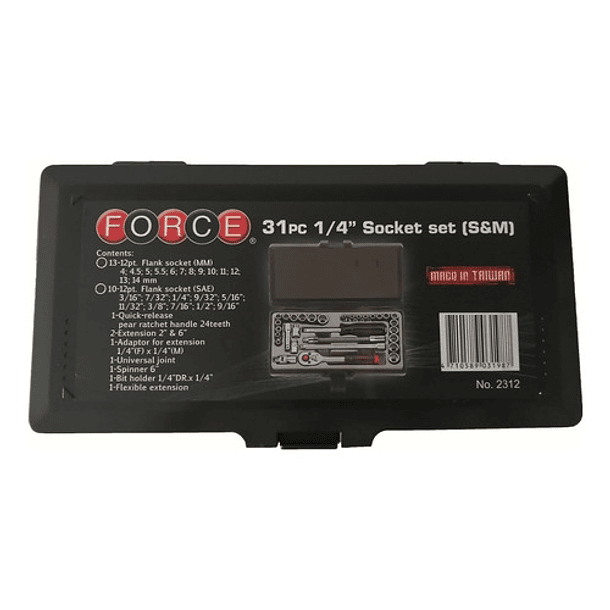 FORCE®
31PC 1/4" Socket set (S&M)
Contents:
13-12pt. Flank socket (MM)
4; 4.5; 5; 5.5; 6; 7; 8; 9; 10; 11; 12;
13; 14 mm
10-12pt. Flank socket (SAE)
3/16"; 7/32"; 1/4"; 9/32"; 5/16";
11/32"; 3/8"; 7/16"; 1/2"; 9/16"
1-Quick-release
pear ratchet handle 24teeth
2-Extension 2" & 6"
1-Adaptor for extension
1/4"(F) x 1/4"(M)
1-Universal joint
1-Spinner 6"
1-Bit holder 1/4"DR.x 1/4"
1-Flexible extension
MADE IN TAIWAN
4710589031987
No. 2312